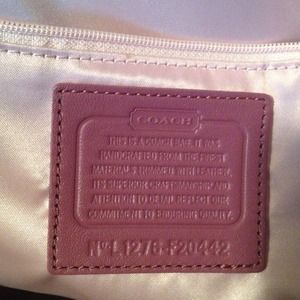 COACH
THIS IS A COACH BAG. IT WAS
HANDCRAFTED FROM THE FINEST
MATERIALS TRIMMED WITH LEATHER.
ITS SUPERIOR CRAFTSMANSHIP AND
ATTENTION TO DETAIL REFLECT OUR
COMMITMENT TO ENDURING QUALITY.
Nº L1276-F20442